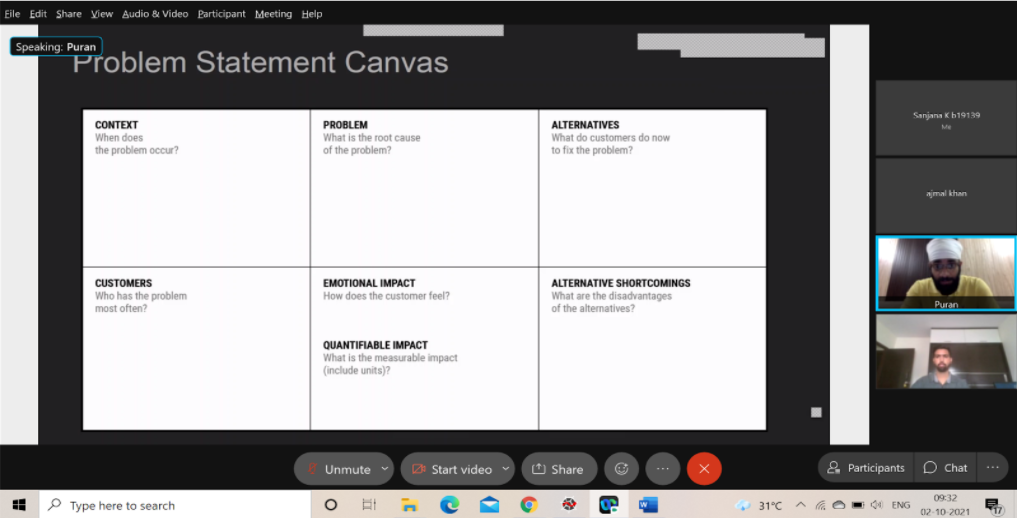 File Edit Share View Audio & Video Participant Meeting Help
Speaking: Puran
Problem Statement Canvas
CONTEXT
When does
the problem occur?
PROBLEM
What is the root cause
of the problem?
ALTERNATIVES
What do customers do now
to fix the problem?
CUSTOMERS
Who has the problem
most often?
EMOTIONAL IMPACT
How does the customer feel?
QUANTIFIABLE IMPACT
What is the measurable impact
(include units)?
ALTERNATIVE SHORTCOMINGS
What are the disadvantages
of the alternatives?
Sanjana K b19139
Me
ajmal khan
Puran
Unmute
Start video
Share
Participants
Chat
Type here to search
31°C
ENG
09:32
02-10-2021
17